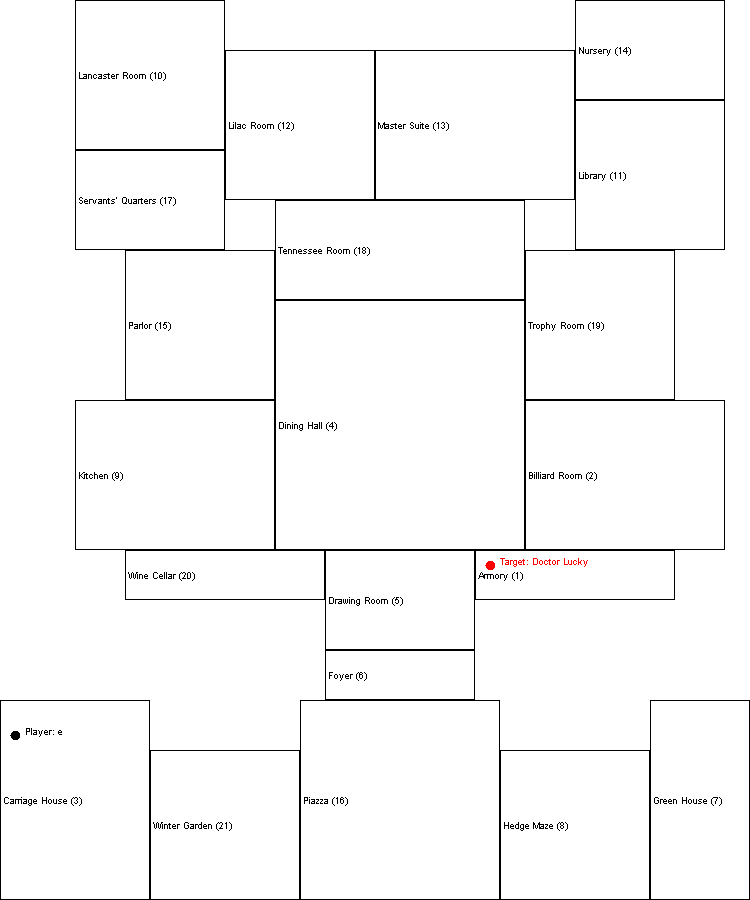 Nursery (14)
Lancaster Room (10)
Lilac Room (12)
Master Suite (13)
Library (11)
Servants' Quarters (17)
Tennessee Room (18)
Parlor (15)
Trophy Room (19)
Dining Hall (4)
Kitchen (9)
Billiard Room (2)
Target: Doctor Lucky
Wine Cellar (20)
Armory (1)
Drawing Room (5)
Foyer (6)
Player: e
Carriage House (3)
Piazza (16)
Green House (7)
Winter Garden (21)
Hedge Maze (8)